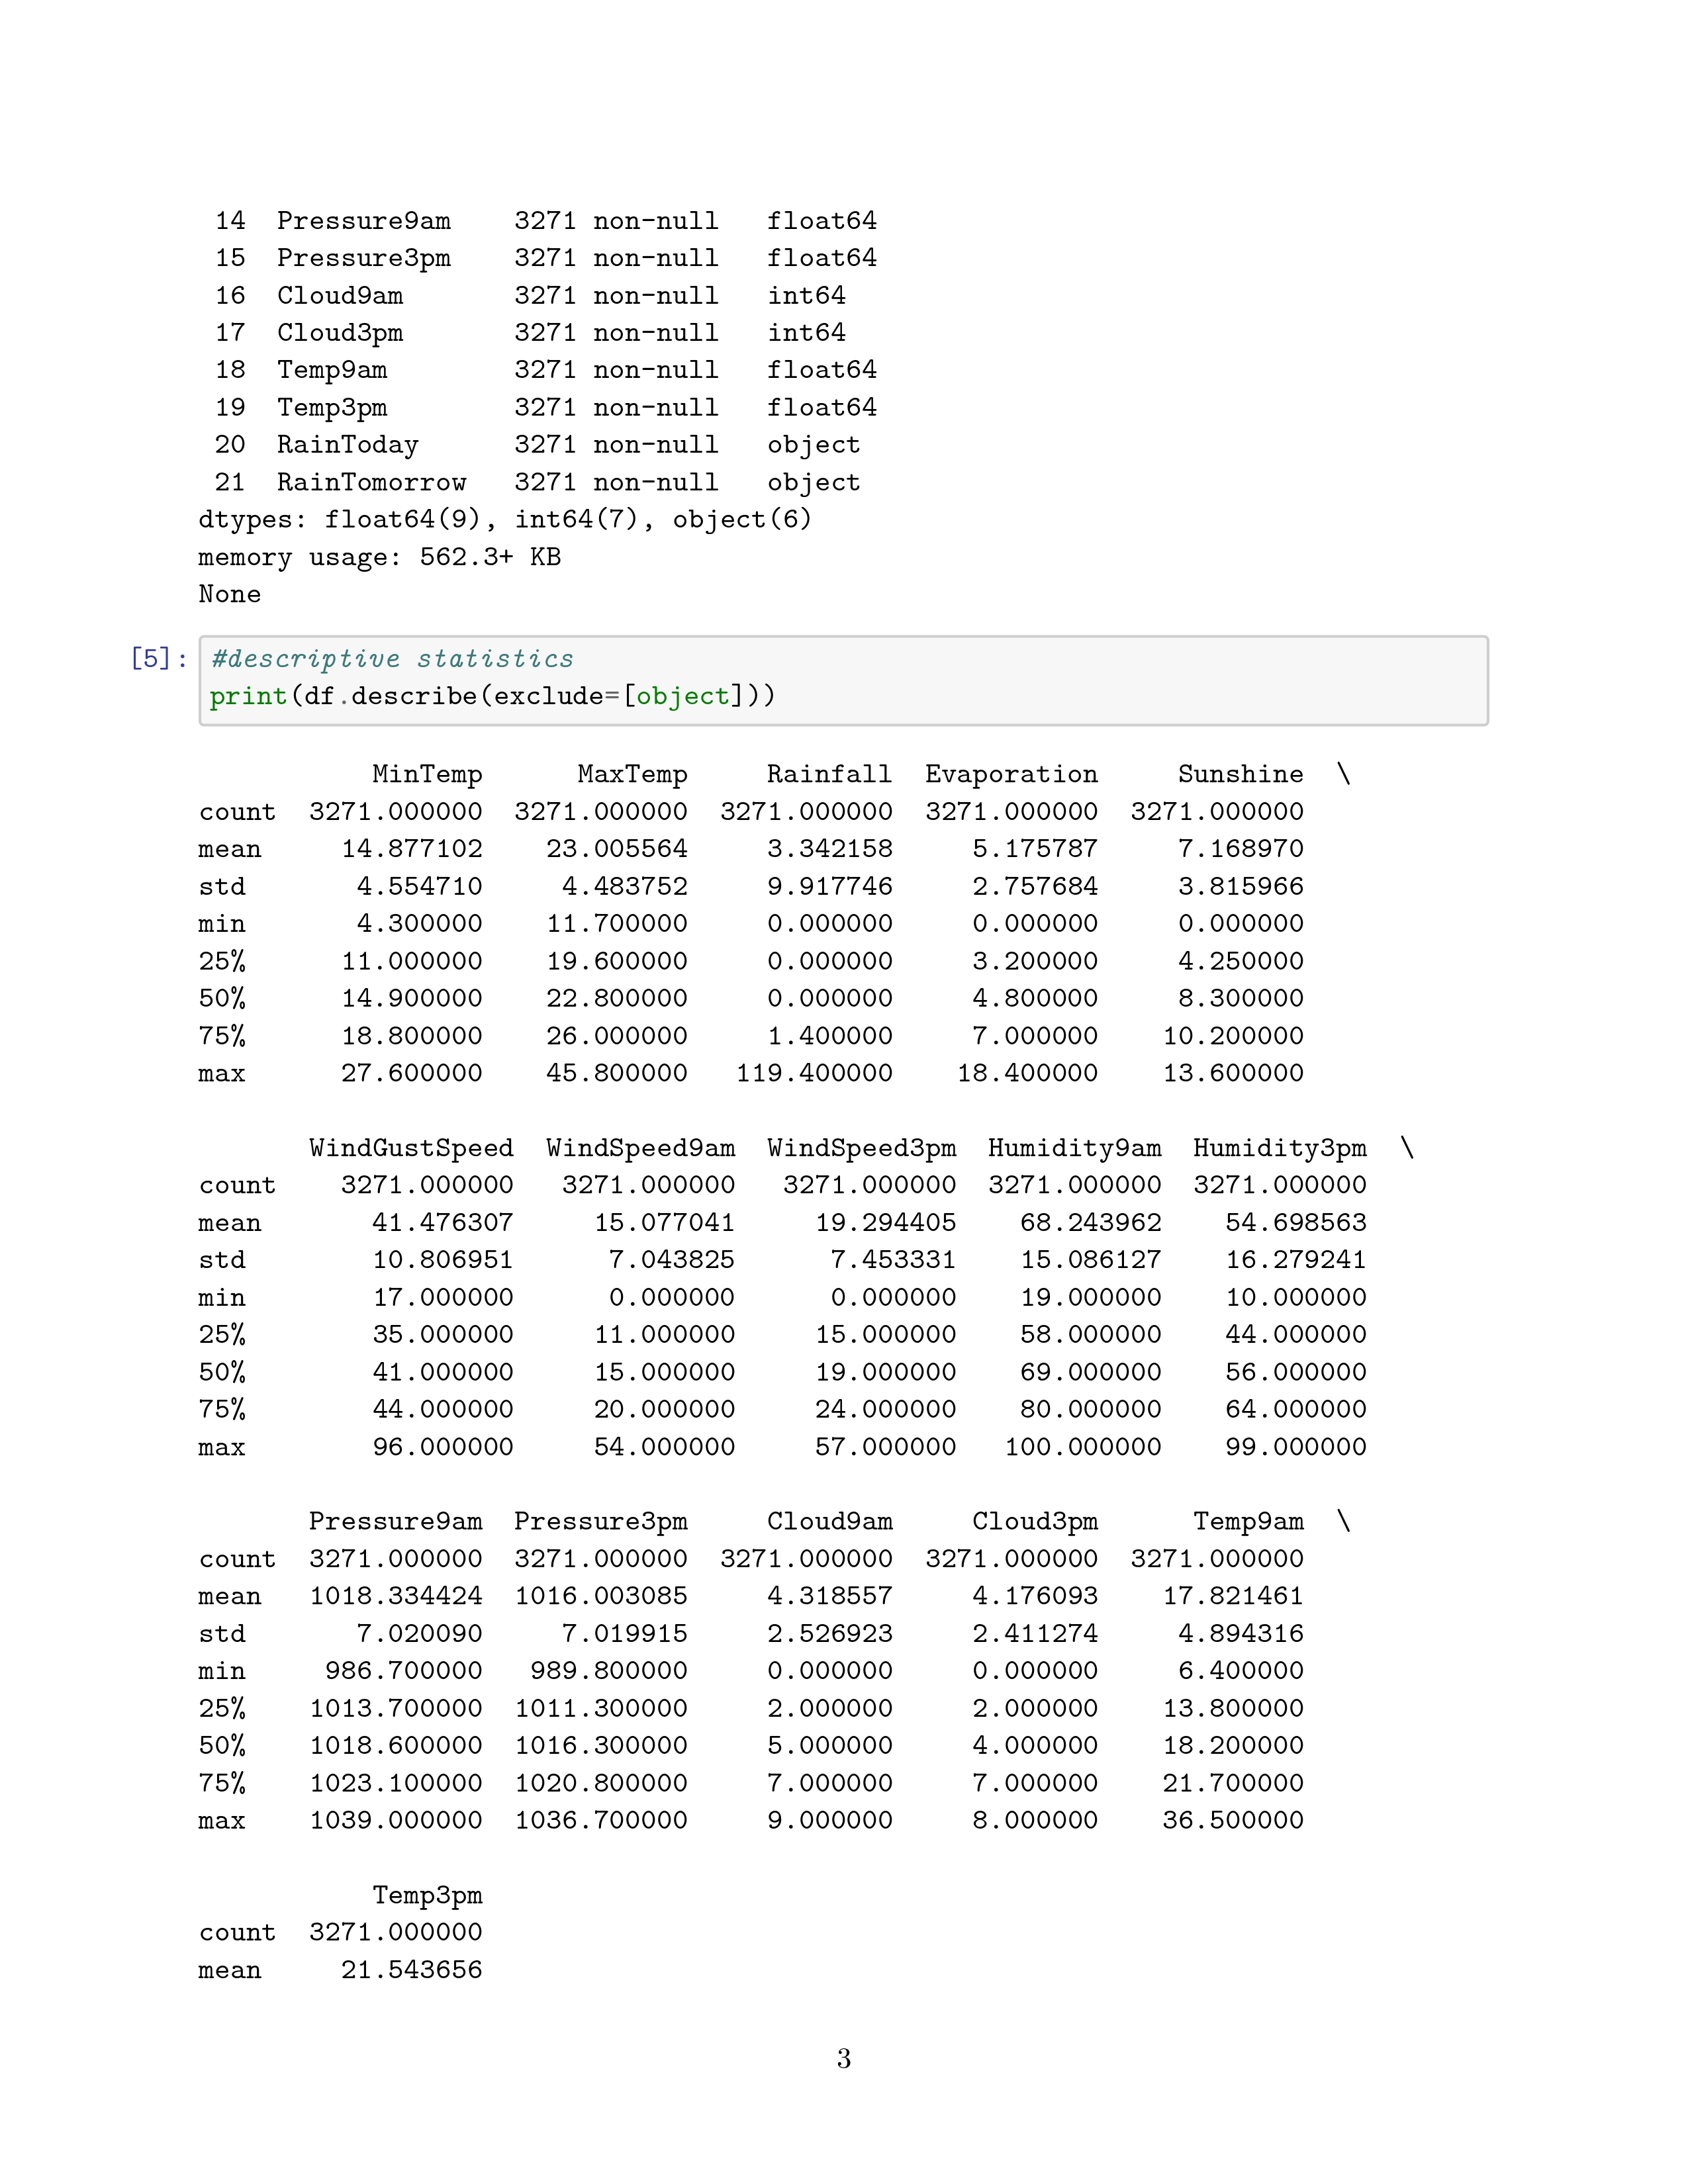 14  Pressure9am    3271 non-null   float64
15  Pressure3pm    3271 non-null   float64
16  Cloud9am       3271 non-null   int64
17  Cloud3pm       3271 non-null   int64
18  Temp9am        3271 non-null   float64
19  Temp3pm        3271 non-null   float64
20  RainToday      3271 non-null   object
21  RainTomorrow   3271 non-null   object
dtypes: float64(9), int64(7), object(6)
memory usage: 562.3+ KB
None
[5]: #descriptive statistics
print(df.describe(exclude=[object]))
           MinTemp      MaxTemp     Rainfall  Evaporation     Sunshine  \
count  3271.000000  3271.000000  3271.000000  3271.000000  3271.000000
mean     14.877102    23.005564     3.342158     5.175787     7.168970
std       4.554710     4.483752     9.917746     2.757684     3.815966
min       4.300000    11.700000     0.000000     0.000000     0.000000
25%      11.000000    19.600000     0.000000     3.200000     4.250000
50%      14.900000    22.800000     0.000000     4.800000     8.300000
75%      18.800000    26.000000     1.400000     7.000000    10.200000
max      27.600000    45.800000   119.400000    18.400000    13.600000
       WindGustSpeed  WindSpeed9am  WindSpeed3pm  Humidity9am  Humidity3pm  \
count    3271.000000   3271.000000   3271.000000  3271.000000  3271.000000
mean       41.476307     15.077041     19.294405    68.243962    54.698563
std        10.806951      7.043825      7.453331    15.086127    16.279241
min        17.000000      0.000000      0.000000    19.000000    10.000000
25%        35.000000     11.000000     15.000000    58.000000    44.000000
50%        41.000000     15.000000     19.000000    69.000000    56.000000
75%        44.000000     20.000000     24.000000    80.000000    64.000000
max        96.000000     54.000000     57.000000   100.000000    99.000000
       Pressure9am  Pressure3pm     Cloud9am     Cloud3pm      Temp9am  \
count  3271.000000  3271.000000  3271.000000  3271.000000  3271.000000
mean   1018.334424  1016.003085     4.318557     4.176093    17.821461
std       7.020090     7.019915     2.526923     2.411274     4.894316
min     986.700000   989.800000     0.000000     0.000000     6.400000
25%    1013.700000  1011.300000     2.000000     2.000000    13.800000
50%    1018.600000  1016.300000     5.000000     4.000000    18.200000
75%    1023.100000  1020.800000     7.000000     7.000000    21.700000
max    1039.000000  1036.700000     9.000000     8.000000    36.500000
           Temp3pm
count  3271.000000
mean     21.543656
3